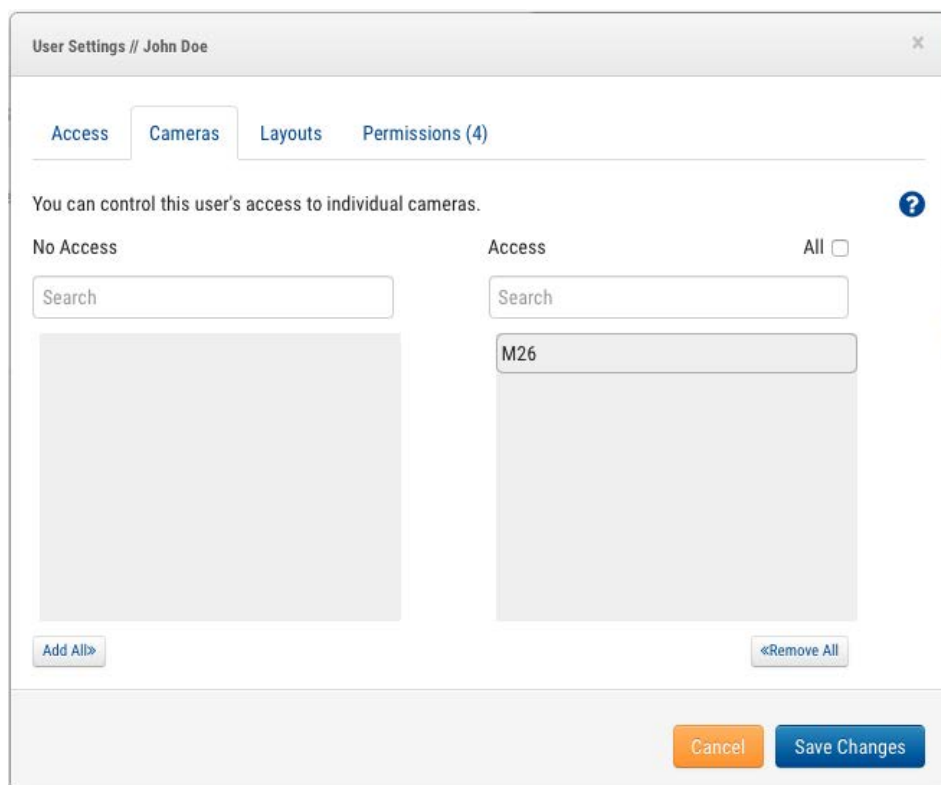 User Settings // John Doe
×
Access Cameras Layouts Permissions (4)
You can control this user's access to individual cameras.
?
No Access
Access All
Search
Search
M26
Add All»
«Remove All
Cancel Save Changes